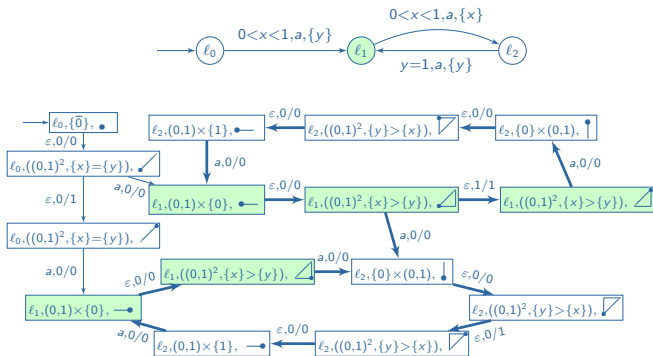 0<x<1,a,{x}
0<x<1,a,{y}
ℓ₀
ℓ₁
ℓ₂
y=1,a,{y}
ℓ₀,{0̅},
ℓ₂,(0,1)×{1},
ε,0/0
ℓ₂,((0,1)²,{y}>{x}),
ε,0/0
ℓ₂,{0}×(0,1),
ε,0/0
ℓ₀,((0,1)²,{x}={y}),
a,0/0
a,0/0
a,0/0
ε,0/1
ℓ₁,(0,1)×{0},
ε,0/0
ℓ₁,((0,1)²,{x}>{y}),
ε,1/1
ℓ₁,((0,1)²,{x}>{y}),
ℓ₀,((0,1)²,{x}={y}),
a,0/0
a,0/0
ε,0/0
ℓ₁,((0,1)²,{x}>{y}),
a,0/0
ℓ₂,{0}×(0,1),
ε,0/0
ℓ₁,(0,1)×{0},
ℓ₂,((0,1)²,{y}>{x}),
a,0/0
ℓ₂,(0,1)×{1},
ε,0/0
ℓ₂,((0,1)²,{y}>{x}),
ε,0/1